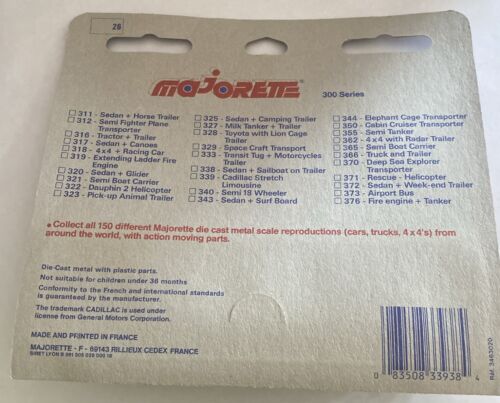 26
MAJORETTE
300 Series
311 - Sedan + Horse Trailer
312 - Semi Fighter Plane
Transporter
316 - Tractor + Trailer
317 - Sedan + Canoes
318 - 4x4 + Racing Car
319 - Extending Ladder Fire
Engine
320 - Sedan + Glider
321 - Semi Boat Carrier
322 - Dauphin 2 Helicopter
323 - Pick-up Animal Trailer
325 - Sedan + Camping Trailer
327 - Milk Tanker + Trailer
328 - Toyota with Lion Cage
Trailer
329 - Space Craft Transport
333 - Transit Tug + Motorcycles
Trailer
338 - Sedan + Sailboat on Trailer
339 - Cadillac Stretch
Limousine
340 - Semi 18 Wheeler
343 - Sedan + Surf Board
344 - Elephant Cage Transporter
350 - Cabin Cruiser Transporter
355 - Semi Tanker
362 - 4x4 with Radar Trailer
365 - Semi Boat Carrier
366 - Truck and Trailer
370 - Deep Sea Explorer
Transporter
371 - Rescue - Helicopter
372 - Sedan + Week-end Trailer
373 - Airport Bus
376 - Fire engine + Tanker
• Collect all 150 different Majorette die cast metal scale reproductions (cars, trucks, 4x4's) from
around the world, with action moving parts.
Die-Cast metal with plastic parts.
Not suitable for children under 36 months
Conformity to the French and international standards
is guaranteed by the manufacturer.
The trademark CADILLAC is used under
license from General Motors Corporation.
MADE AND PRINTED IN FRANCE
MAJORETTE - F - 69143 RILLIEUX CEDEX FRANCE
0 83508 33938 4
Réf. 3463020